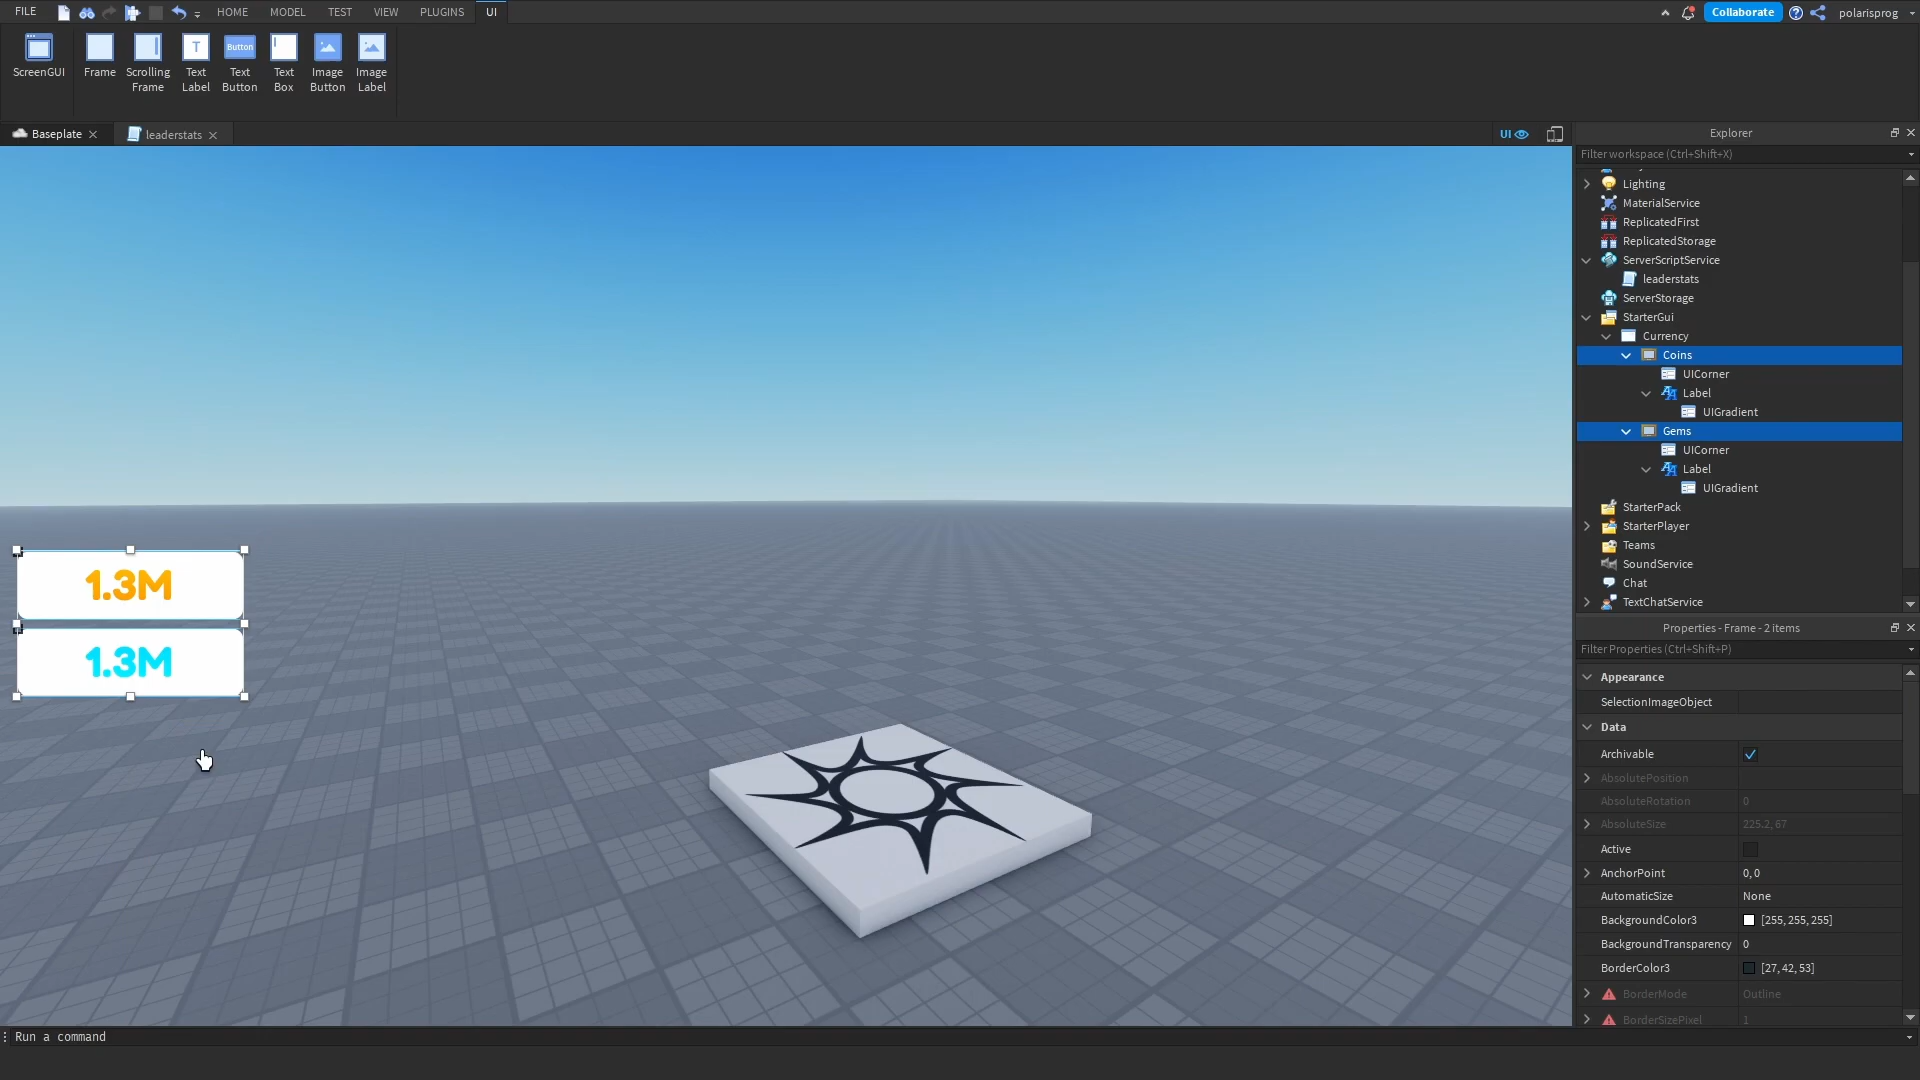 FILE
HOME
MODEL
TEST
VIEW
PLUGINS
UI
Collaborate
polarisprog
ScreenGUI
Frame
Scrolling
Frame
T
Text
Label
Button
Text
Button
Text
Box
Image
Button
Image
Label
Baseplate
leaderstats
UI
Explorer
Filter workspace (Ctrl+Shift+X)
Lighting
MaterialService
ReplicatedFirst
ReplicatedStorage
ServerScriptService
leaderstats
ServerStorage
StarterGui
Currency
Coins
UICorner
Label
UIGradient
Gems
UICorner
Label
UIGradient
StarterPack
StarterPlayer
Teams
SoundService
Chat
TextChatService
1.3M
1.3M
Properties - Frame - 2 items
Filter Properties (Ctrl+Shift+P)
Appearance
SelectionImageObject
Data
Archivable
AbsolutePosition
AbsoluteRotation 0
AbsoluteSize 225.2, 67
Active
AnchorPoint 0, 0
AutomaticSize None
BackgroundColor3 [255, 255, 255]
BackgroundTransparency 0
BorderColor3 [27, 42, 53]
BorderMode Outline
BorderSizePixel 1
Run a command